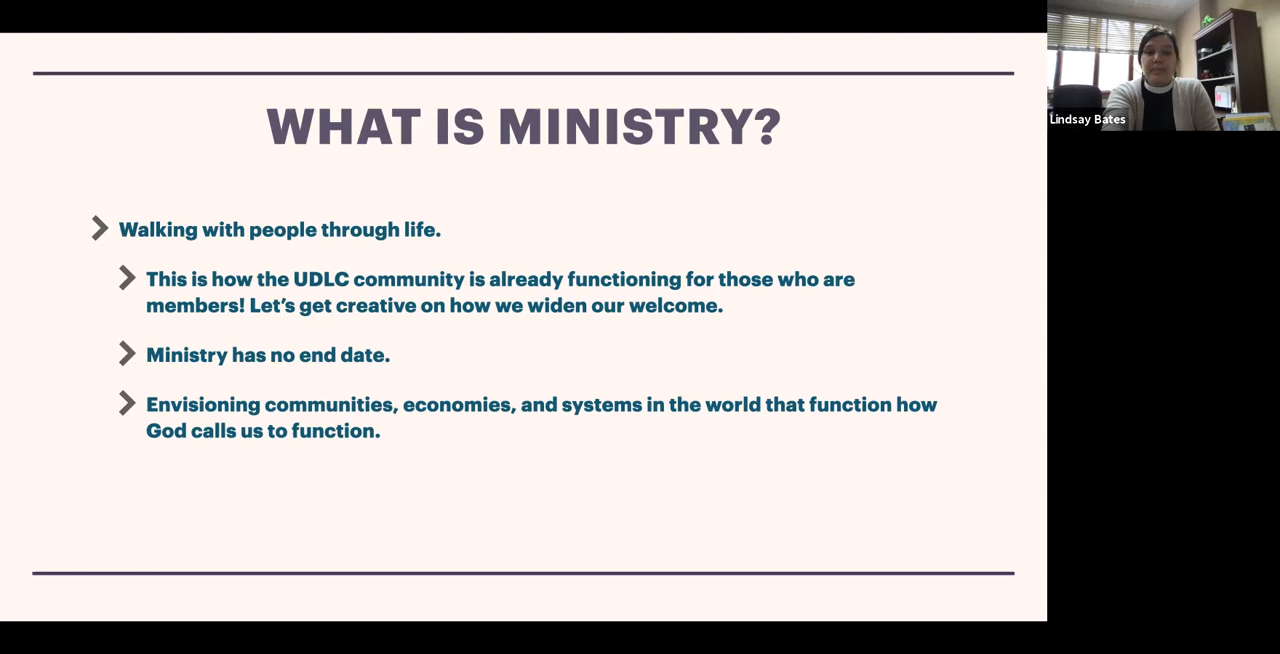 WHAT IS MINISTRY?
Walking with people through life.
This is how the UDLC community is already functioning for those who are
members! Let’s get creative on how we widen our welcome.
Ministry has no end date.
Envisioning communities, economies, and systems in the world that function how
God calls us to function.
Lindsay Bates